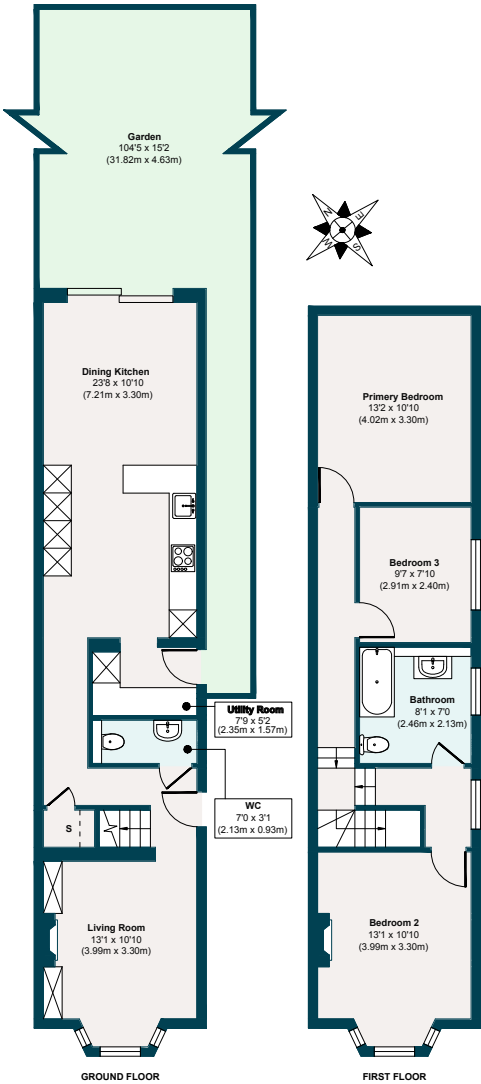 Garden
104'5 x 15'2
(31.82m x 4.63m)
N
E
S
W
Dining Kitchen
23'8 x 10'10
(7.21m x 3.30m)
Utility Room
7'9 x 5'2
(2.35m x 1.57m)
WC
7'0 x 3'1
(2.13m x 0.93m)
S
Living Room
13'1 x 10'10
(3.99m x 3.30m)
GROUND FLOOR
Primery Bedroom
13'2 x 10'10
(4.02m x 3.30m)
Bedroom 3
9'7 x 7'10
(2.91m x 2.40m)
Bathroom
8'1 x 7'0
(2.46m x 2.13m)
Bedroom 2
13'1 x 10'10
(3.99m x 3.30m)
FIRST FLOOR